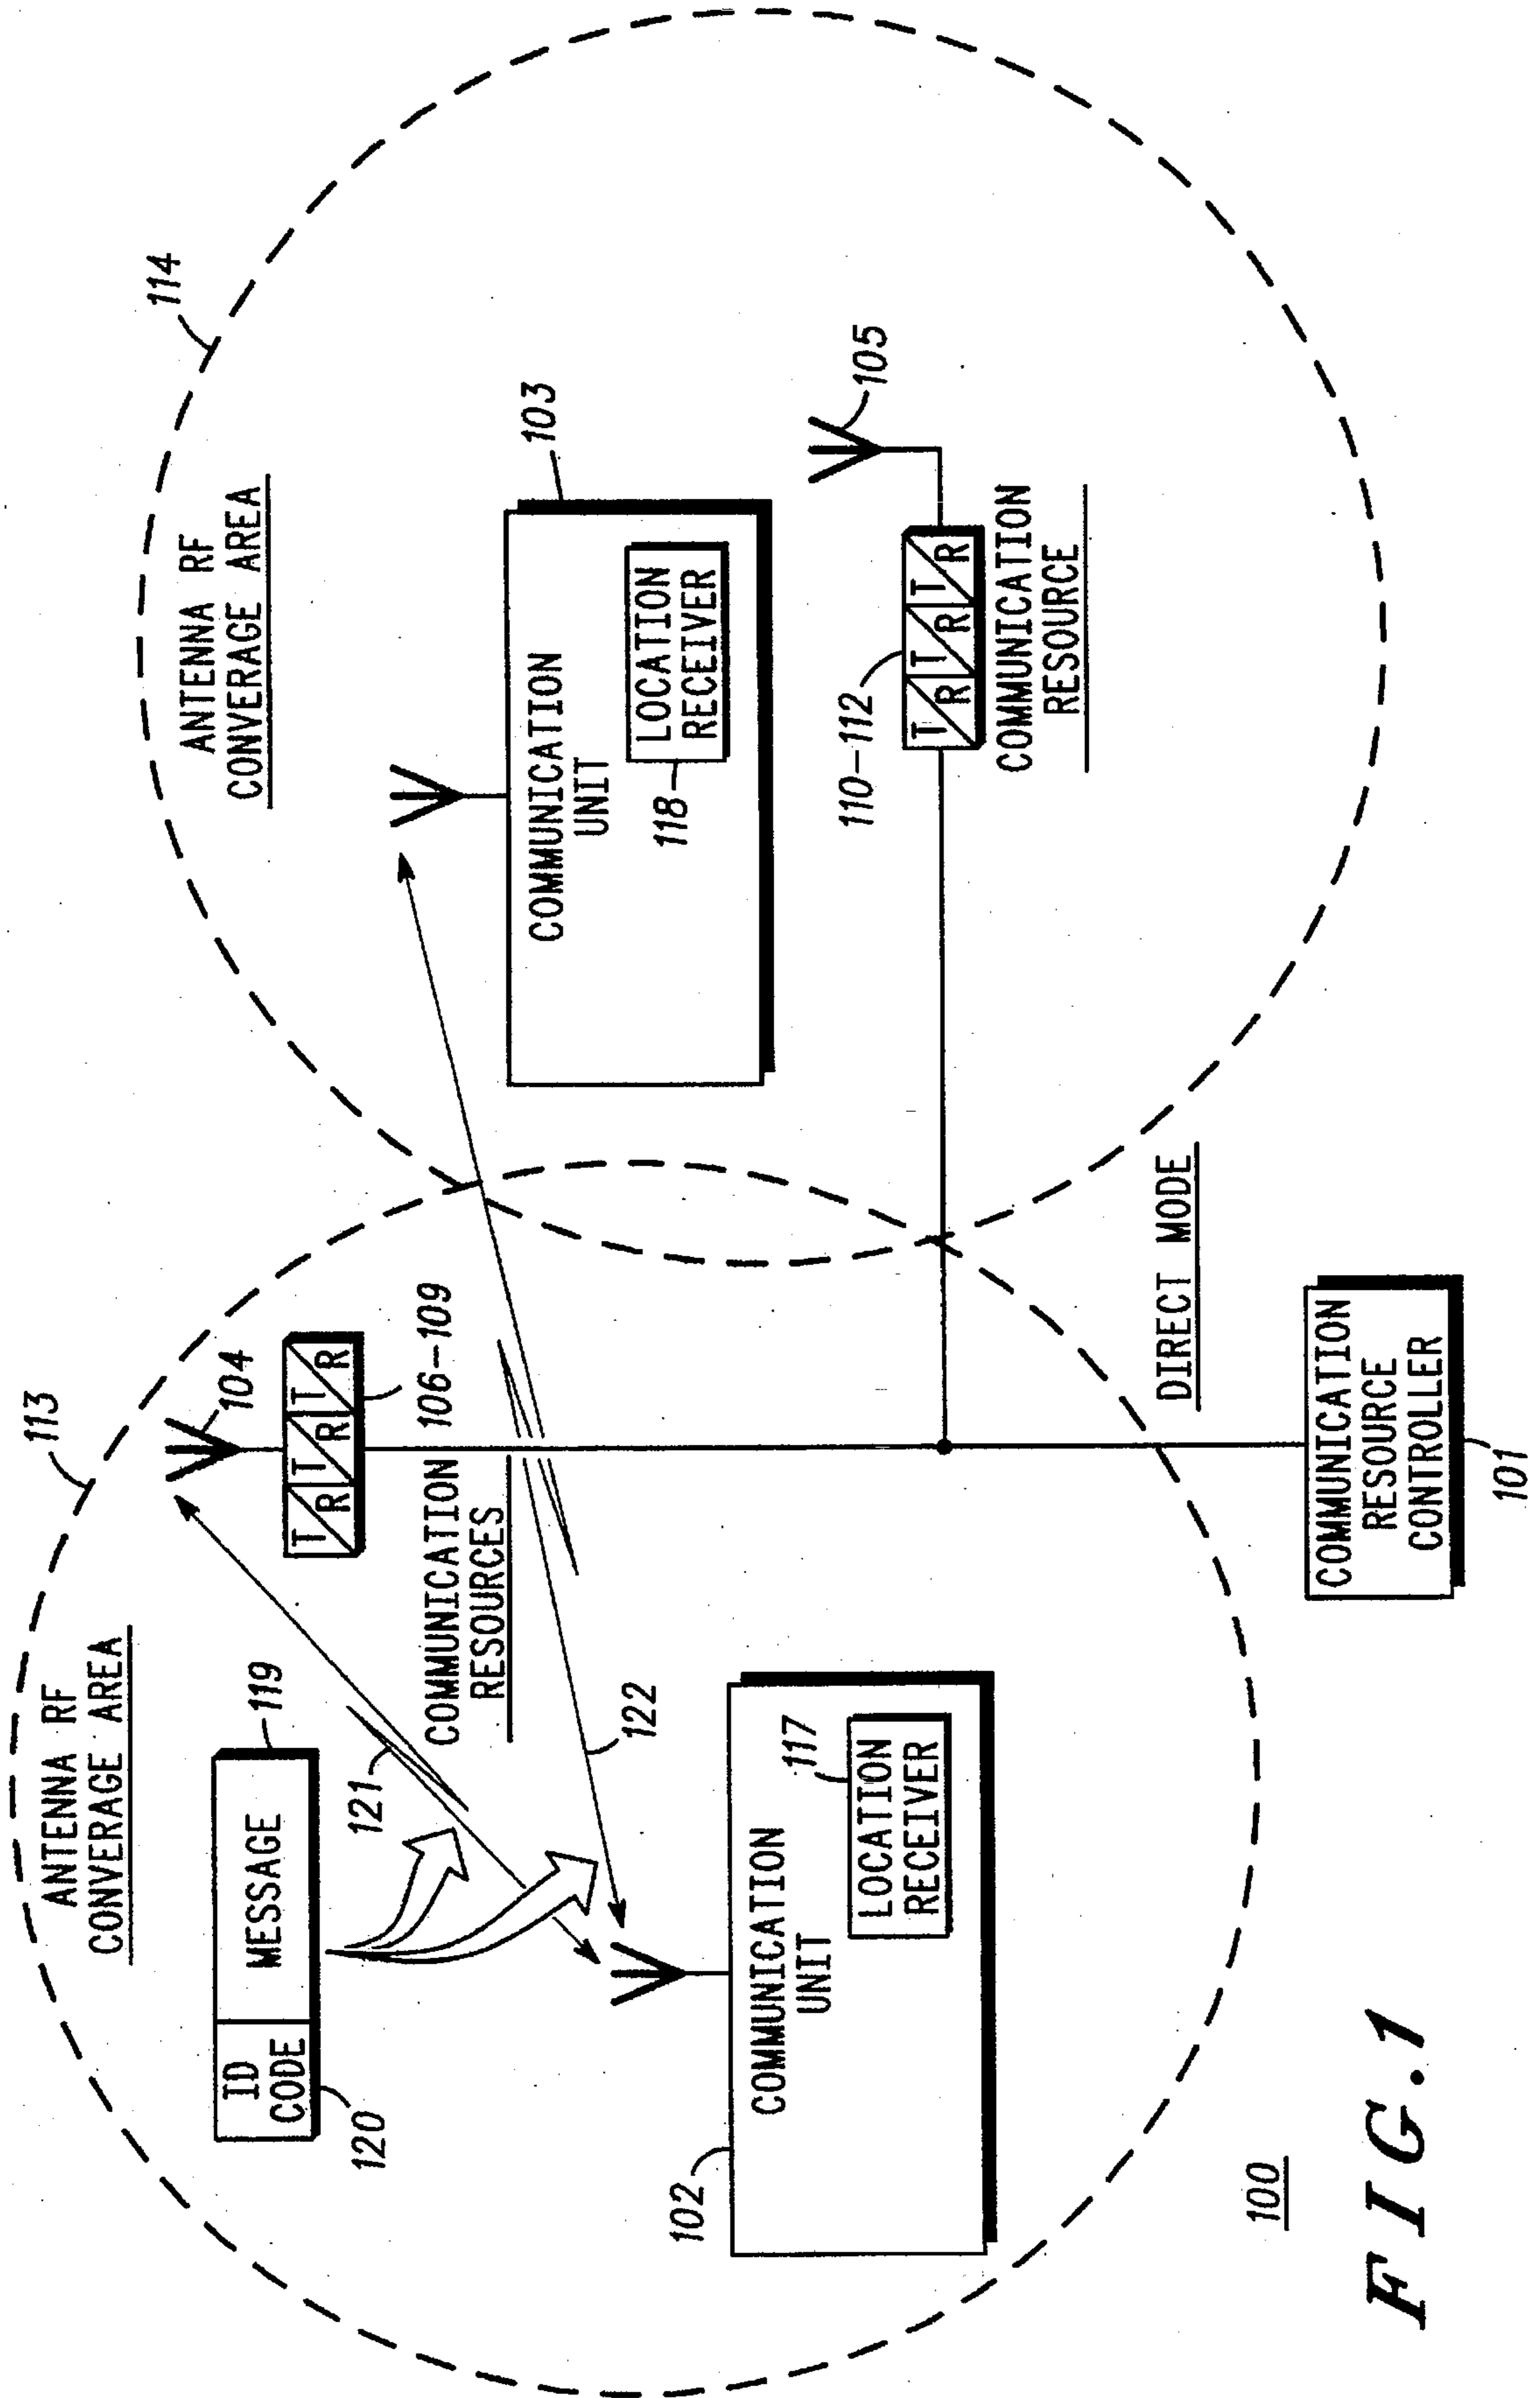 113
ANTENNA RF
CONVERAGE AREA
MESSAGE
119
ID
CODE
120
121
104
T R T R T R
106-109
COMMUNICATION
RESOURCES
122
102
COMMUNICATION
UNIT
117
LOCATION
RECEIVER
114
ANTENNA RF
CONVERAGE AREA
103
COMMUNICATION
UNIT
LOCATION
RECEIVER
118
105
110-112
T R T R T R
COMMUNICATION
RESOURCE
DIRECT MODE
COMMUNICATION
RESOURCE
CONTROLLER
101
100
FIG.1